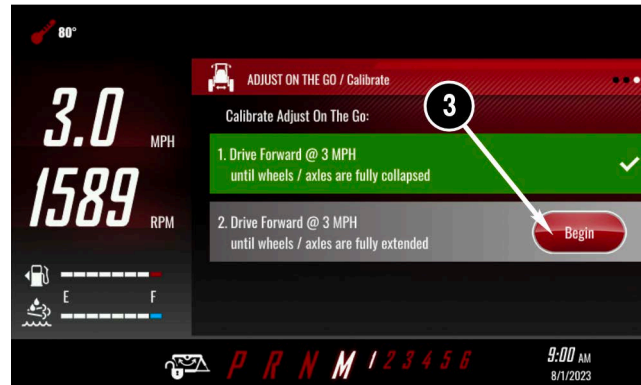 80°
ADJUST ON THE GO / Calibrate
3.0 MPH
1589 RPM
Calibrate Adjust On The Go:
3
1. Drive Forward @ 3 MPH
until wheels / axles are fully collapsed
2. Drive Forward @ 3 MPH
until wheels / axles are fully extended
Begin
E F
P R N M 1 2 3 4 5 6
9:00 AM
8/1/2023